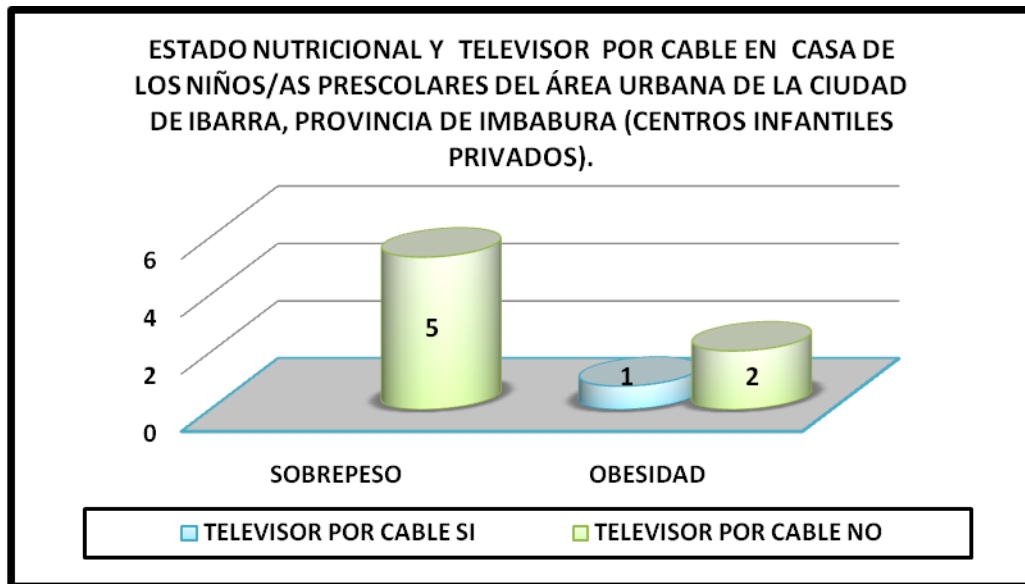 ESTADO NUTRICIONAL Y TELEVISOR POR CABLE EN CASA DE
LOS NIÑOS/AS PRESCOLARES DEL ÁREA URBANA DE LA CIUDAD
DE IBARRA, PROVINCIA DE IMBABURA (CENTROS INFANTILES
PRIVADOS).
6
4
2
0
5
1
2
SOBREPESO
OBESIDAD
TELEVISOR POR CABLE SI
TELEVISOR POR CABLE NO